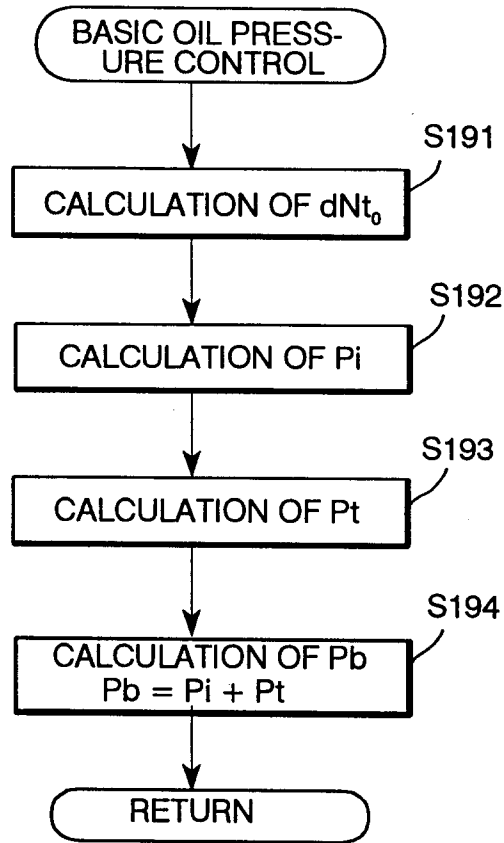 BASIC OIL PRESS-
URE CONTROL
S191
CALCULATION OF dNt₀
S192
CALCULATION OF Pi
S193
CALCULATION OF Pt
S194
CALCULATION OF Pb
Pb = Pi + Pt
RETURN